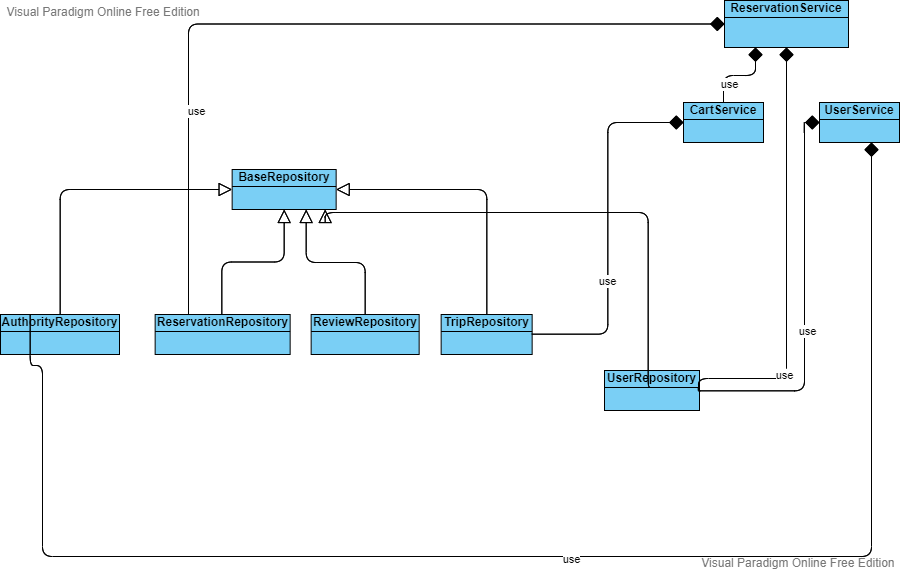 Visual Paradigm Online Free Edition
ReservationService
use
use
CartService
UserService
BaseRepository
use
AuthorityRepository
ReservationRepository
ReviewRepository
TripRepository
use
UserRepository
use
use
Visual Paradigm Online Free Edition